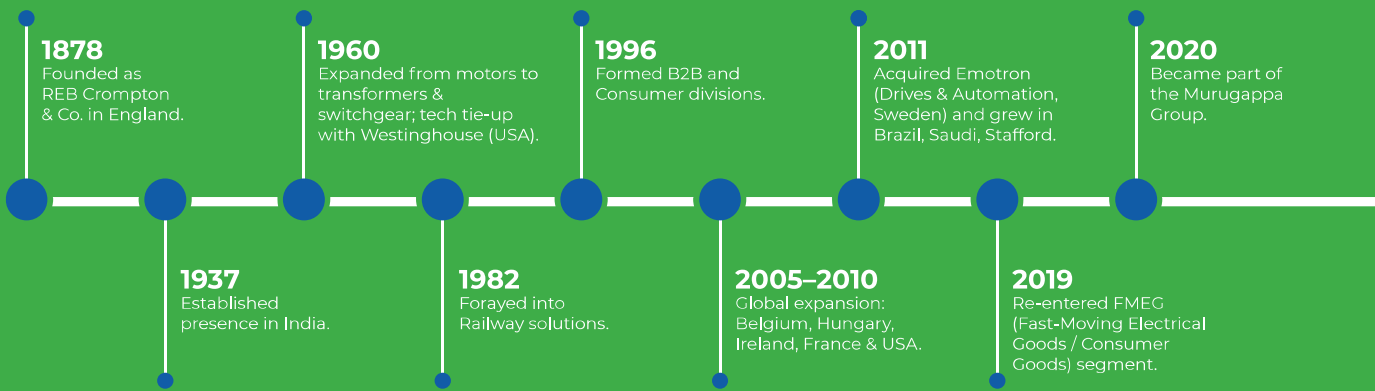 1878
Founded as
REB Crompton
& Co. in England.
1937
Established
presence in India.
1960
Expanded from motors to
transformers &
switchgear; tech tie-up
with Westinghouse (USA).
1982
Forayed into
Railway solutions.
1996
Formed B2B and
Consumer divisions.
2005–2010
Global expansion:
Belgium, Hungary,
Ireland, France & USA.
2011
Acquired Emotron
(Drives & Automation,
Sweden) and grew in
Brazil, Saudi, Stafford.
2019
Re-entered FMEG
(Fast-Moving Electrical
Goods / Consumer
Goods) segment.
2020
Became part of
the Murugappa
Group.